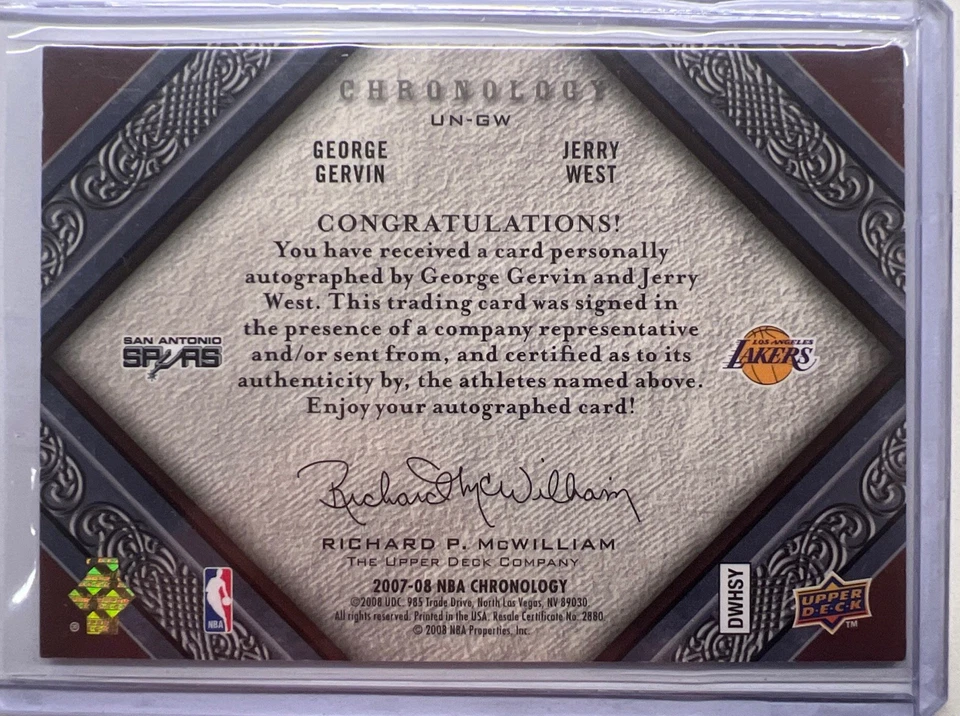 CHRONOLOGY
UN-GW
GEORGE GERVIN
JERRY WEST
CONGRATULATIONS!
You have received a card personally
autographed by George Gervin and Jerry
West. This trading card was signed in
the presence of a company representative
and/or sent from, and certified as to its
authenticity by, the athletes named above.
Enjoy your autographed card!
SAN ANTONIO
SPURS
LOS ANGELES
LAKERS
Richard P. McWilliam
RICHARD P. McWILLIAM
THE UPPER DECK COMPANY
2007-08 NBA CHRONOLOGY
©2008 UDC. 985 Trade Drive, North Las Vegas, NV 89030.
All rights reserved. Printed in the USA. Resale Certificate No. 2880.
© 2008 NBA Properties, Inc.
®
NBA
DWHSY
UPPER
D·E·C·K
TM